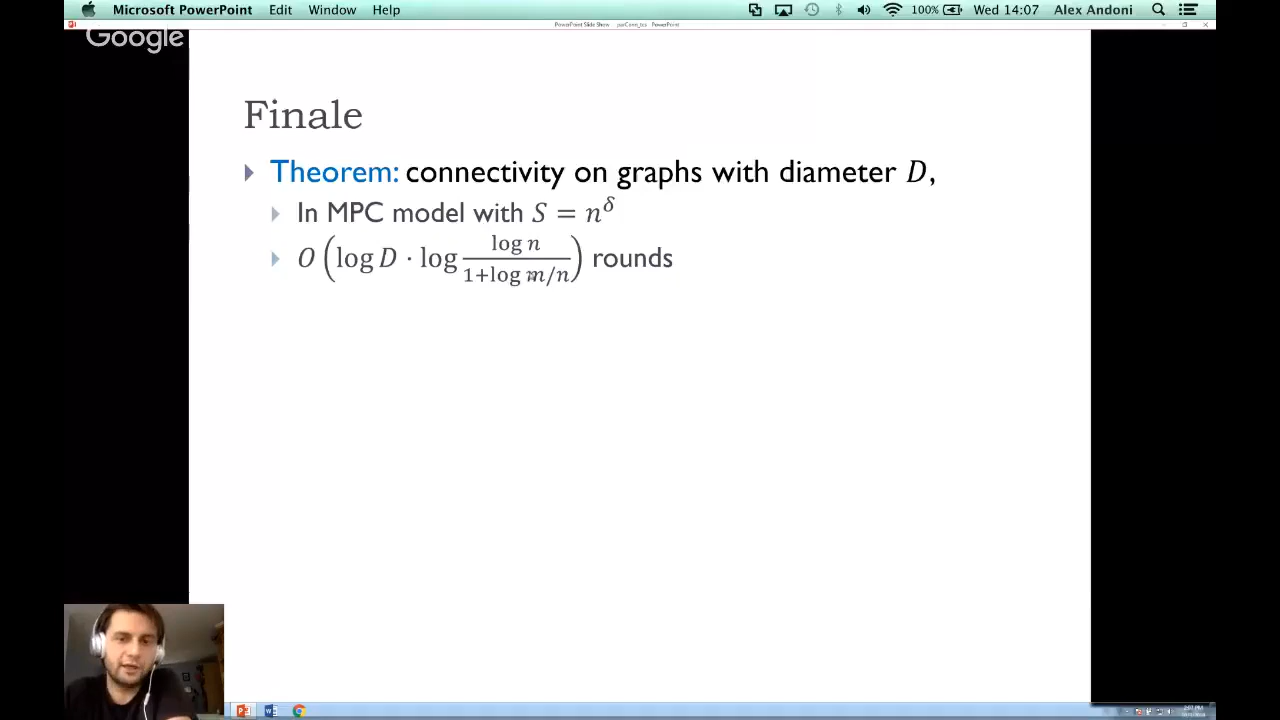 Microsoft PowerPoint Edit Window Help 100% Wed 14:07 Alex Andoni
PowerPoint Slide Show
PowerPoint
Google
Finale
Theorem: connectivity on graphs with diameter D,
In MPC model with S = n^δ
O (log D · log (log n)/(1+log m/n)) rounds